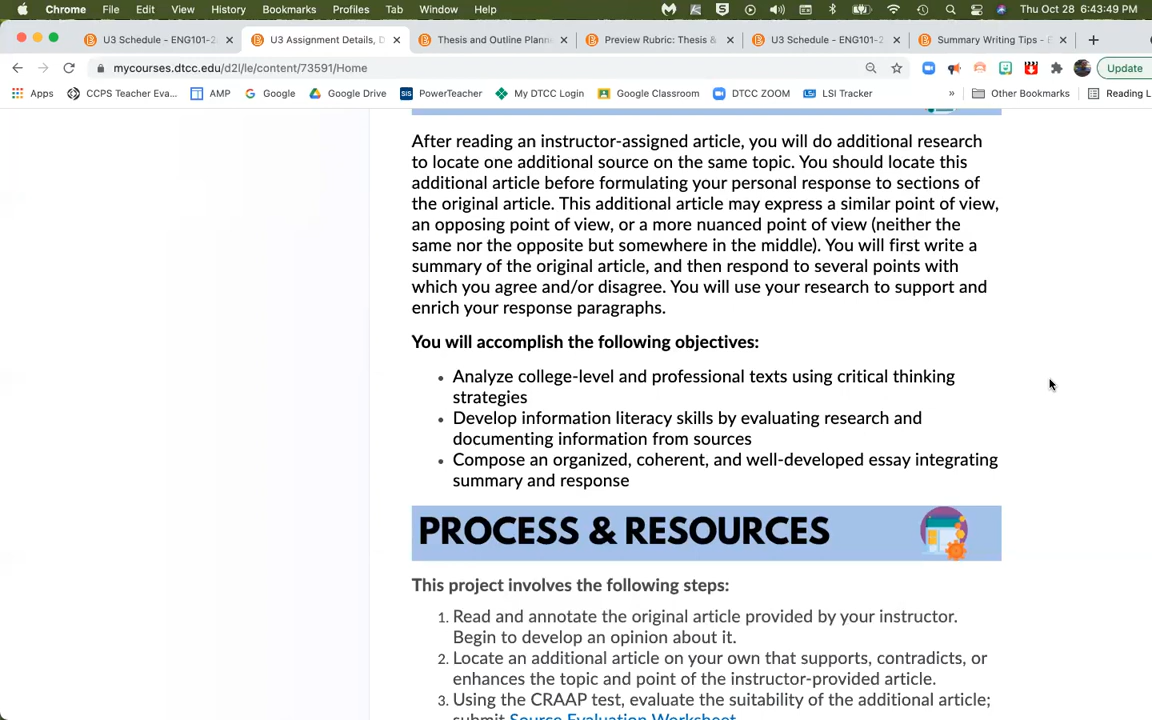 Chrome File Edit View History Bookmarks Profiles Tab Window Help Thu Oct 28 6:43:49 PM
U3 Schedule - ENG101-2 U3 Assignment Details, D Thesis and Outline Plann Preview Rubric: Thesis & U3 Schedule - ENG101-2 Summary Writing Tips - E
mycourses.dtcc.edu/d2l/le/content/73591/Home Update
Apps CCPS Teacher Eva... AMP Google Google Drive PowerTeacher My DTCC Login Google Classroom DTCC ZOOM LSI Tracker » Other Bookmarks Reading L
After reading an instructor-assigned article, you will do additional research
to locate one additional source on the same topic. You should locate this
additional article before formulating your personal response to sections of
the original article. This additional article may express a similar point of view,
an opposing point of view, or a more nuanced point of view (neither the
same nor the opposite but somewhere in the middle). You will first write a
summary of the original article, and then respond to several points with
which you agree and/or disagree. You will use your research to support and
enrich your response paragraphs.
You will accomplish the following objectives:
• Analyze college-level and professional texts using critical thinking
strategies
• Develop information literacy skills by evaluating research and
documenting information from sources
• Compose an organized, coherent, and well-developed essay integrating
summary and response
PROCESS & RESOURCES
This project involves the following steps:
1. Read and annotate the original article provided by your instructor.
Begin to develop an opinion about it.
2. Locate an additional article on your own that supports, contradicts, or
enhances the topic and point of the instructor-provided article.
3. Using the CRAAP test, evaluate the suitability of the additional article;
submit Source Evaluation Worksheet